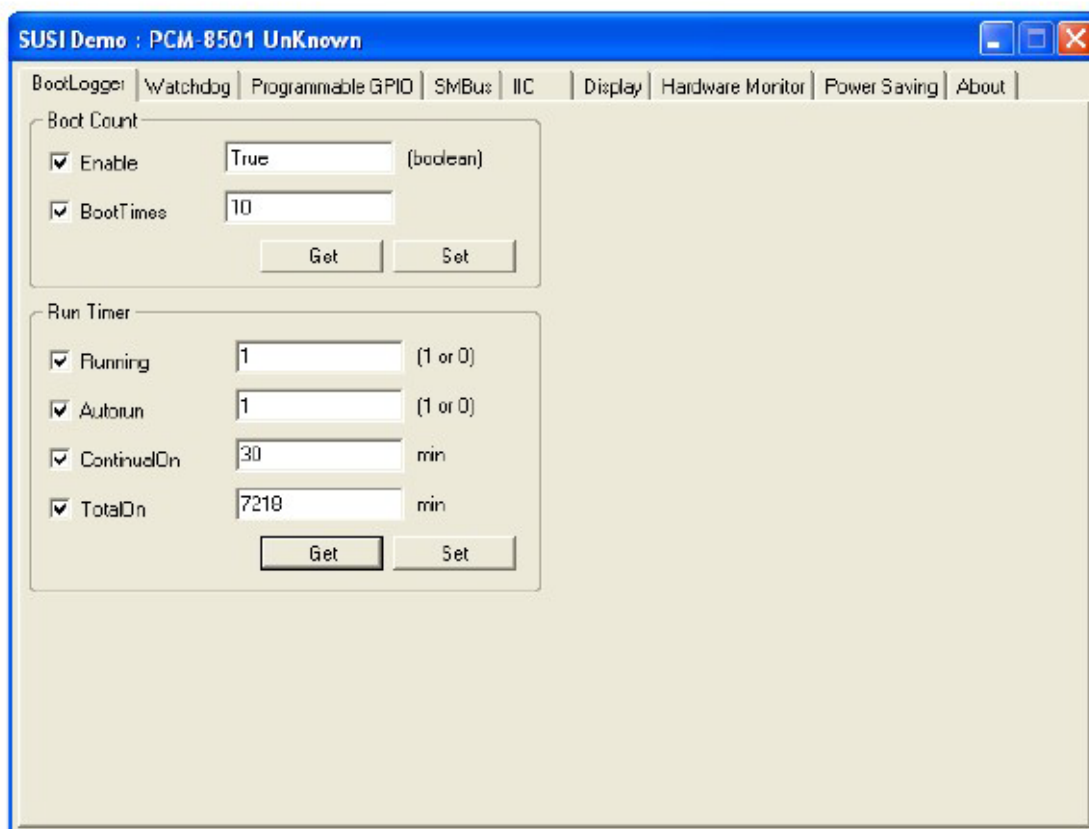 SUSI Demo : PCM-8501 UnKnown
BootLogger Watchdog Programmable GPIO SMBus IIC Display Hardware Monitor Power Saving About
Boot Count
Enable True (boolean)
BootTimes 10
Get Set
Run Timer
Running 1 (1 or 0)
Autorun 1 (1 or 0)
ContinualOn 30 min
TotalOn 7218 min
Get Set